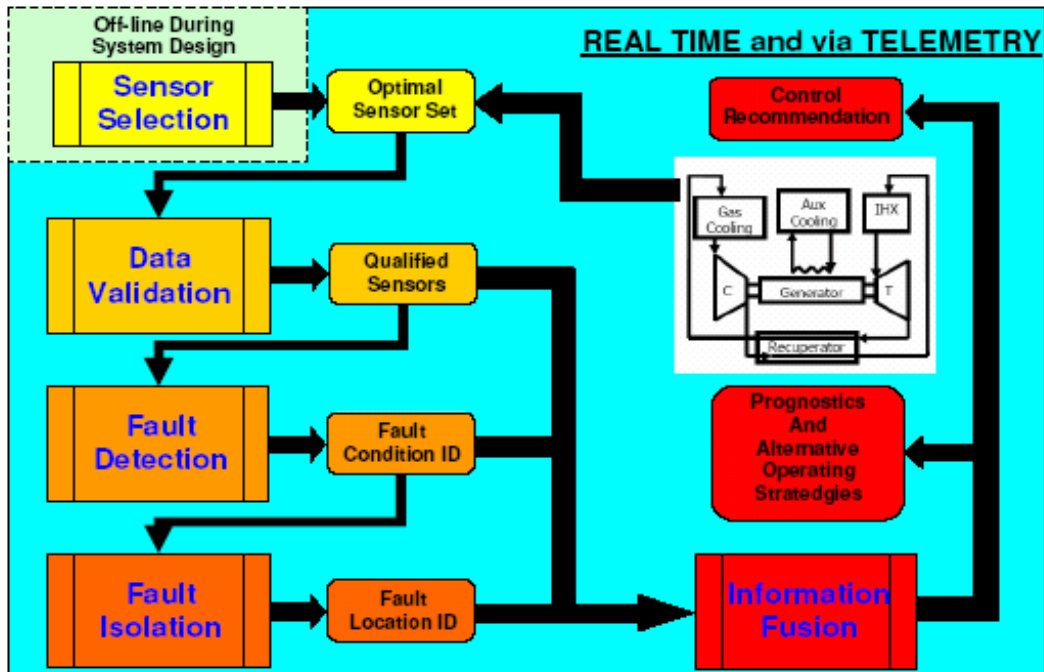 Off-line During
System Design
REAL TIME and via TELEMETRY
Sensor
Selection
Optimal
Sensor Set
Control
Recommendation
Gas
Cooling
Aux
Cooling
IHX
C
Generator
T
Recuperator
Data
Validation
Qualified
Sensors
Fault
Detection
Fault
Condition ID
Prognostics
And
Alternative
Operating
Stratedgies
Fault
Isolation
Fault
Location ID
Information
Fusion